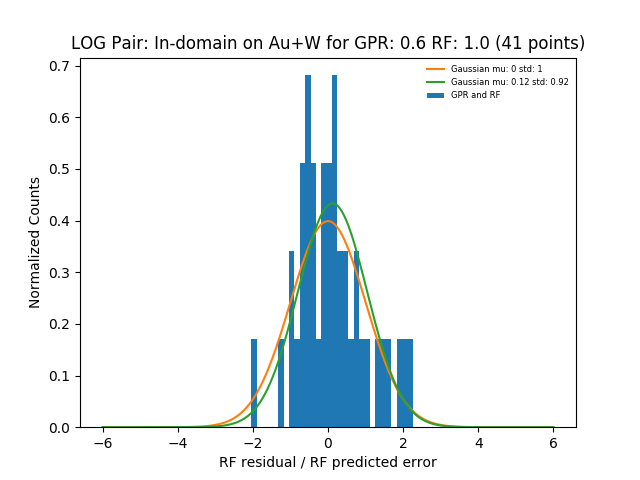 LOG Pair: In-domain on Au+W for GPR: 0.6 RF: 1.0 (41 points)
Gaussian mu: 0 std: 1
Gaussian mu: 0.12 std: 0.92
GPR and RF
Normalized Counts
0.7
0.6
0.5
0.4
0.3
0.2
0.1
0.0
−6 −4 −2 0 2 4 6
RF residual / RF predicted error